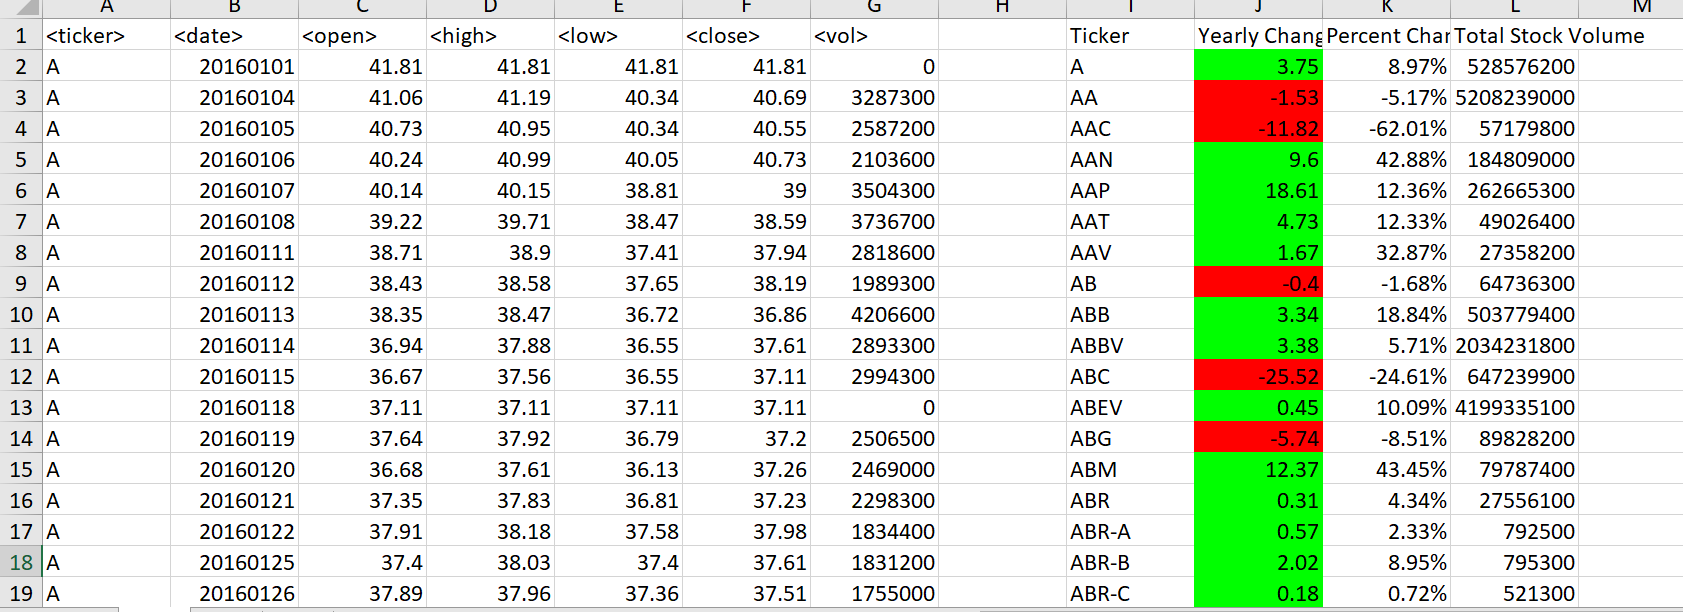 A B C D E F G H I J K L M
1 <ticker> <date> <open> <high> <low> <close> <vol> Ticker Yearly Chang Percent Char Total Stock Volume
2 A 20160101 41.81 41.81 41.81 41.81 0 A 3.75 8.97% 528576200
3 A 20160104 41.06 41.19 40.34 40.69 3287300 AA -1.53 -5.17% 5208239000
4 A 20160105 40.73 40.95 40.34 40.55 2587200 AAC -11.82 -62.01% 57179800
5 A 20160106 40.24 40.99 40.05 40.73 2103600 AAN 9.6 42.88% 184809000
6 A 20160107 40.14 40.15 38.81 39 3504300 AAP 18.61 12.36% 262665300
7 A 20160108 39.22 39.71 38.47 38.59 3736700 AAT 4.73 12.33% 49026400
8 A 20160111 38.71 38.9 37.41 37.94 2818600 AAV 1.67 32.87% 27358200
9 A 20160112 38.43 38.58 37.65 38.19 1989300 AB -0.4 -1.68% 64736300
10 A 20160113 38.35 38.47 36.72 36.86 4206600 ABB 3.34 18.84% 503779400
11 A 20160114 36.94 37.88 36.55 37.61 2893300 ABBV 3.38 5.71% 2034231800
12 A 20160115 36.67 37.56 36.55 37.11 2994300 ABC -25.52 -24.61% 647239900
13 A 20160118 37.11 37.11 37.11 37.11 0 ABEV 0.45 10.09% 4199335100
14 A 20160119 37.64 37.92 36.79 37.2 2506500 ABG -5.74 -8.51% 89828200
15 A 20160120 36.68 37.61 36.13 37.26 2469000 ABM 12.37 43.45% 79787400
16 A 20160121 37.35 37.83 36.81 37.23 2298300 ABR 0.31 4.34% 27556100
17 A 20160122 37.91 38.18 37.58 37.98 1834400 ABR-A 0.57 2.33% 792500
18 A 20160125 37.4 38.03 37.4 37.61 1831200 ABR-B 2.02 8.95% 795300
19 A 20160126 37.89 37.96 37.36 37.51 1755000 ABR-C 0.18 0.72% 521300